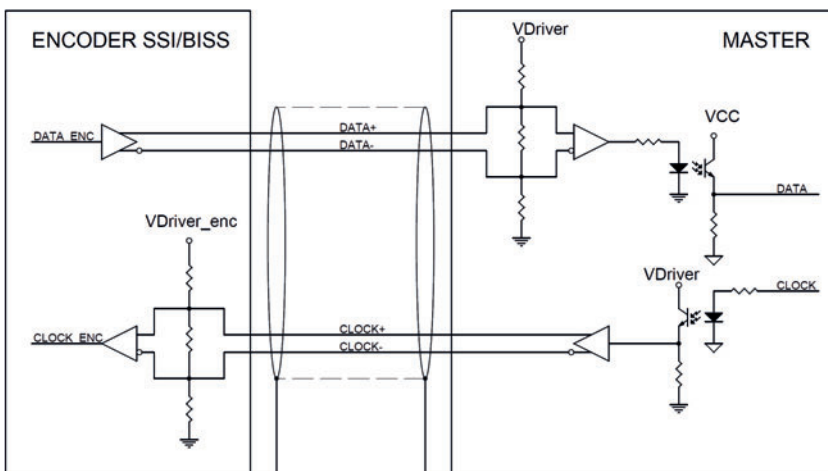 ENCODER SSI/BISS
MASTER
VDriver
VCC
DATA_ENC
DATA+
DATA-
DATA
VDriver_enc
VDriver
CLOCK
CLOCK_ENC
CLOCK+
CLOCK-